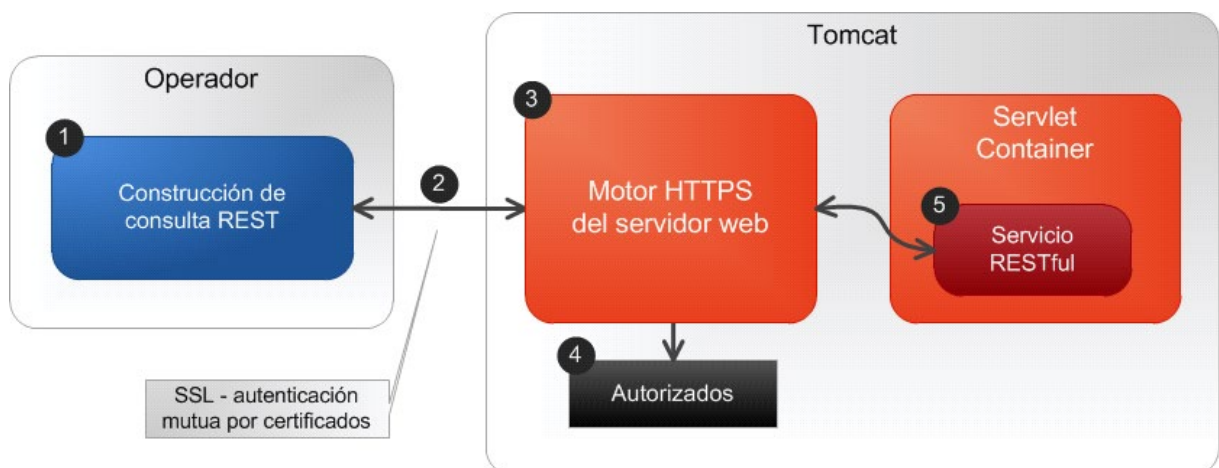 Tomcat
Operador
1
Construcción de
consulta REST
2
SSL - autenticación
mutua por certificados
3
Motor HTTPS
del servidor web
4
Autorizados
Servlet
Container
5
Servicio
RESTful